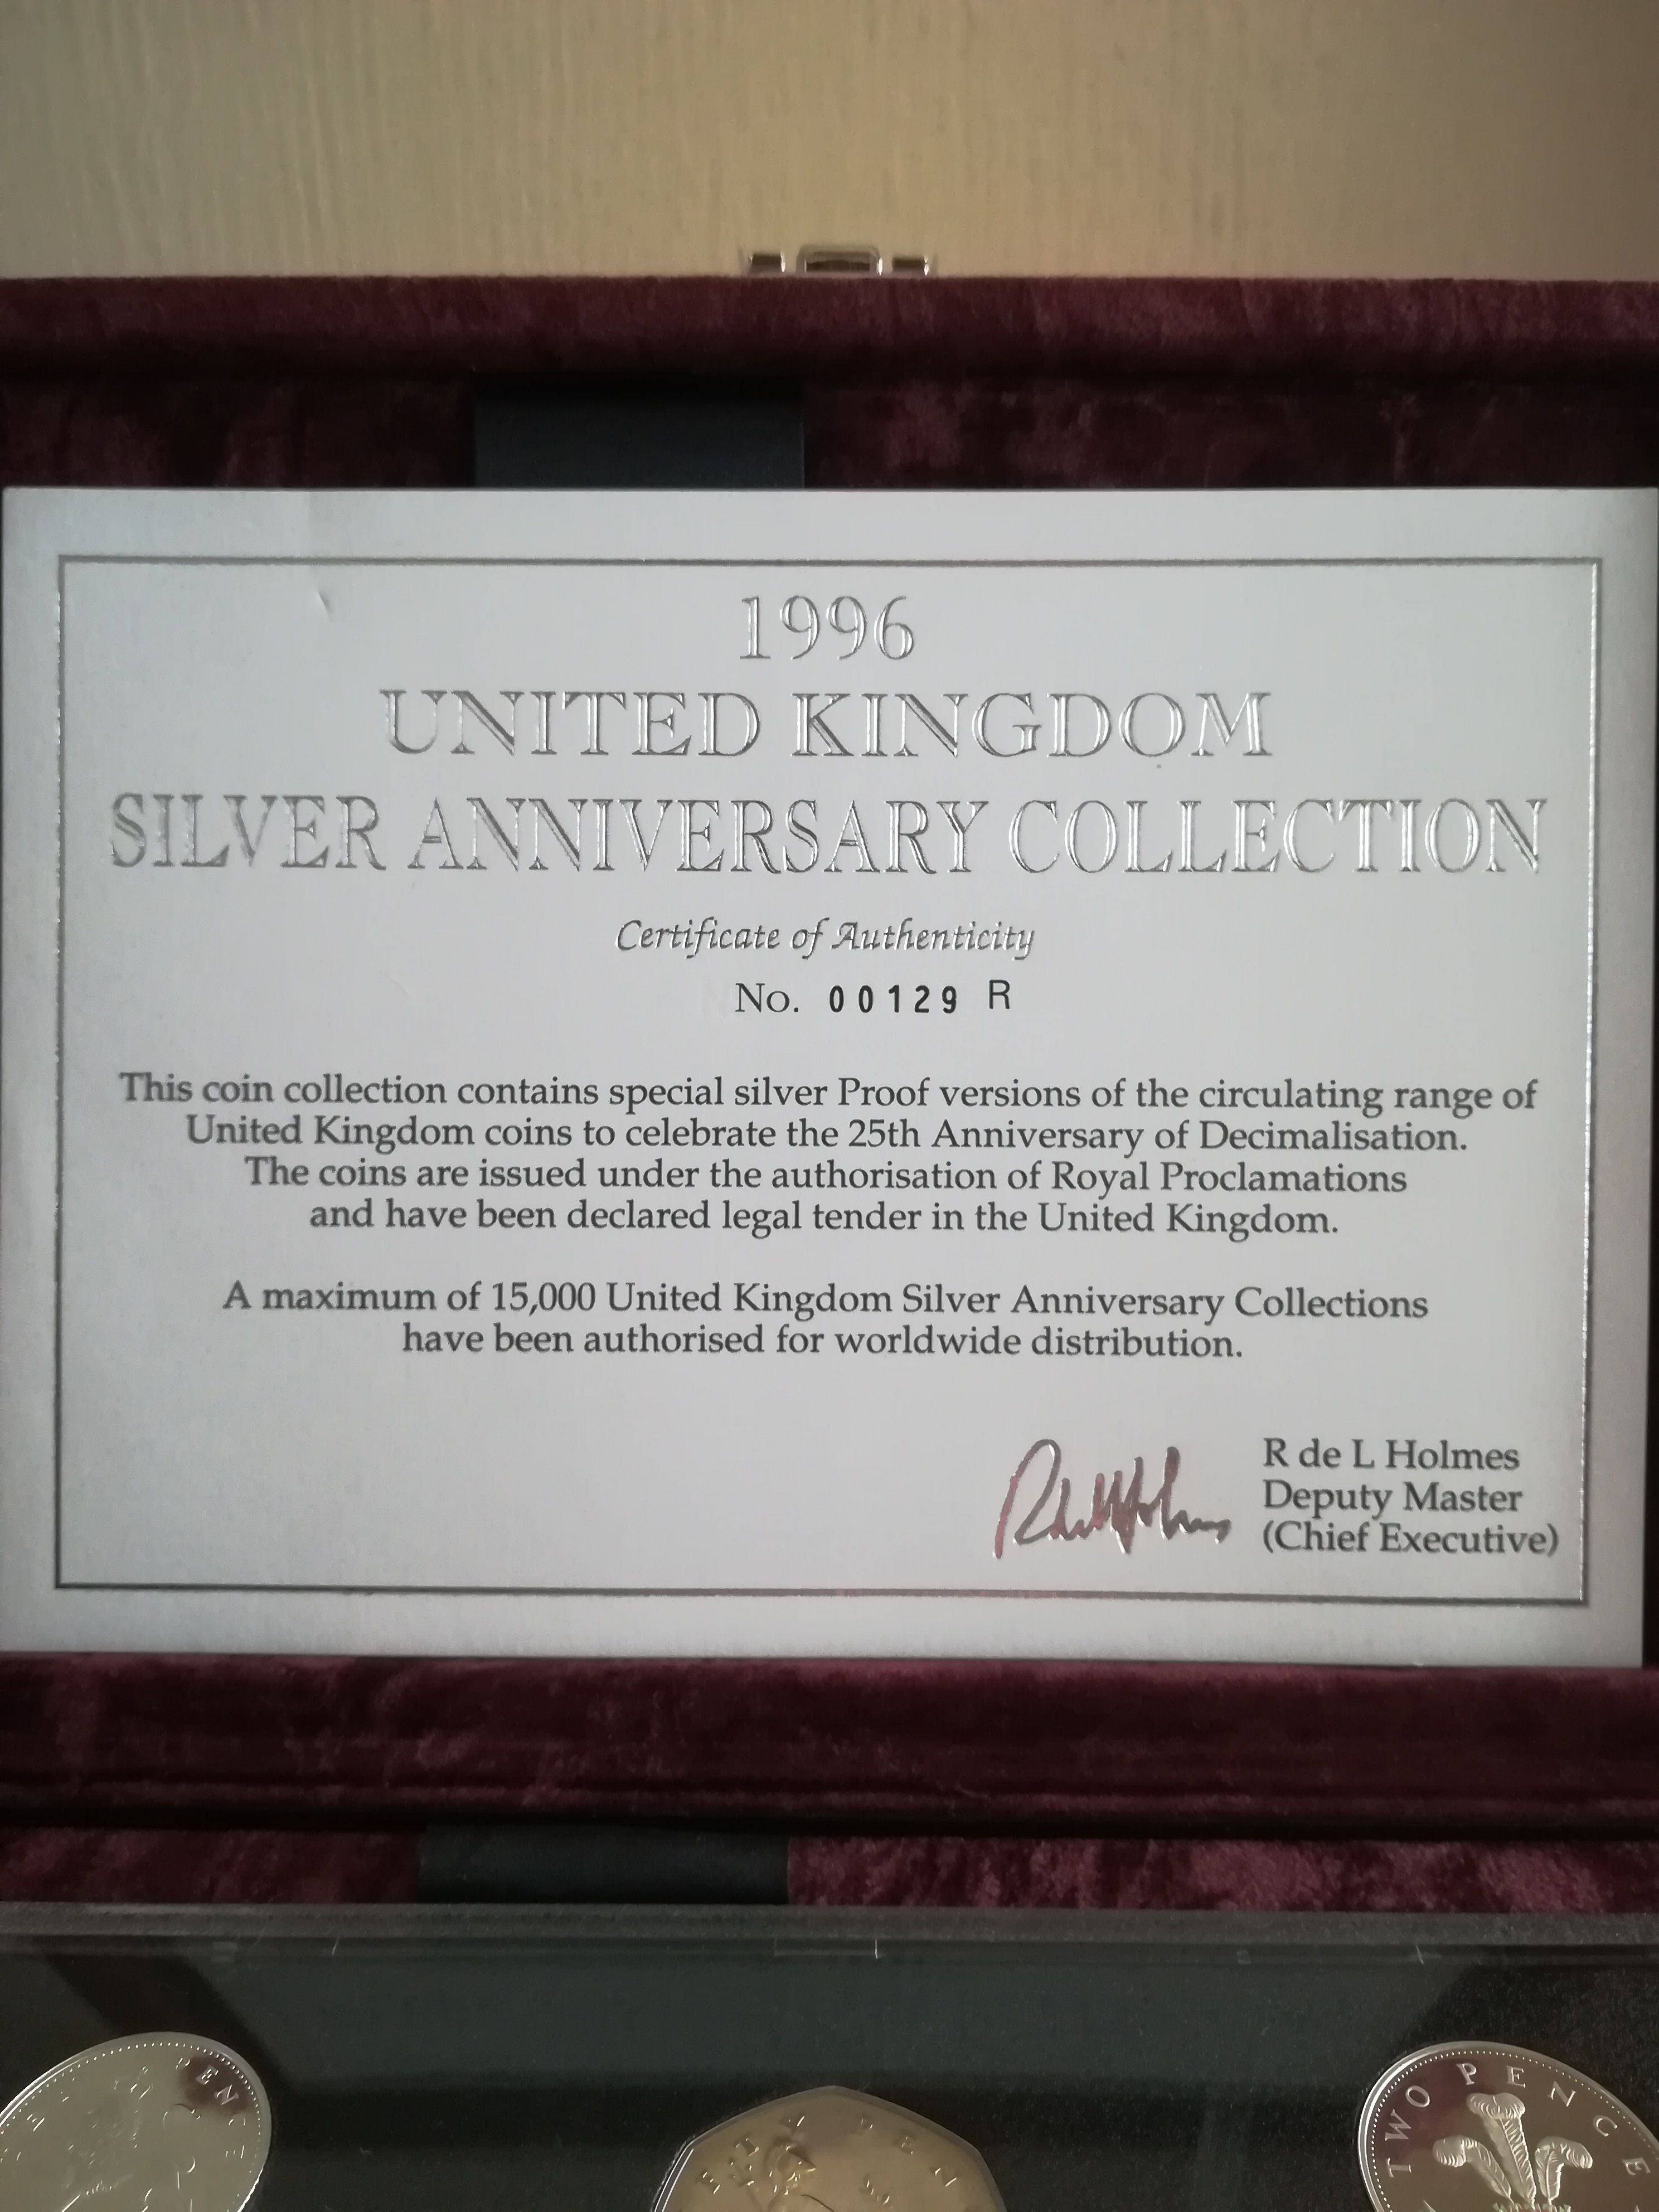 1996
UNITED KINGDOM
SILVER ANNIVERSARY COLLECTION
Certificate of Authenticity
No. 00129 R
This coin collection contains special silver Proof versions of the circulating range of
United Kingdom coins to celebrate the 25th Anniversary of Decimalisation.
The coins are issued under the authorisation of Royal Proclamations
and have been declared legal tender in the United Kingdom.
A maximum of 15,000 United Kingdom Silver Anniversary Collections
have been authorised for worldwide distribution.
R de L Holmes
Deputy Master
(Chief Executive)
TWO PENCE